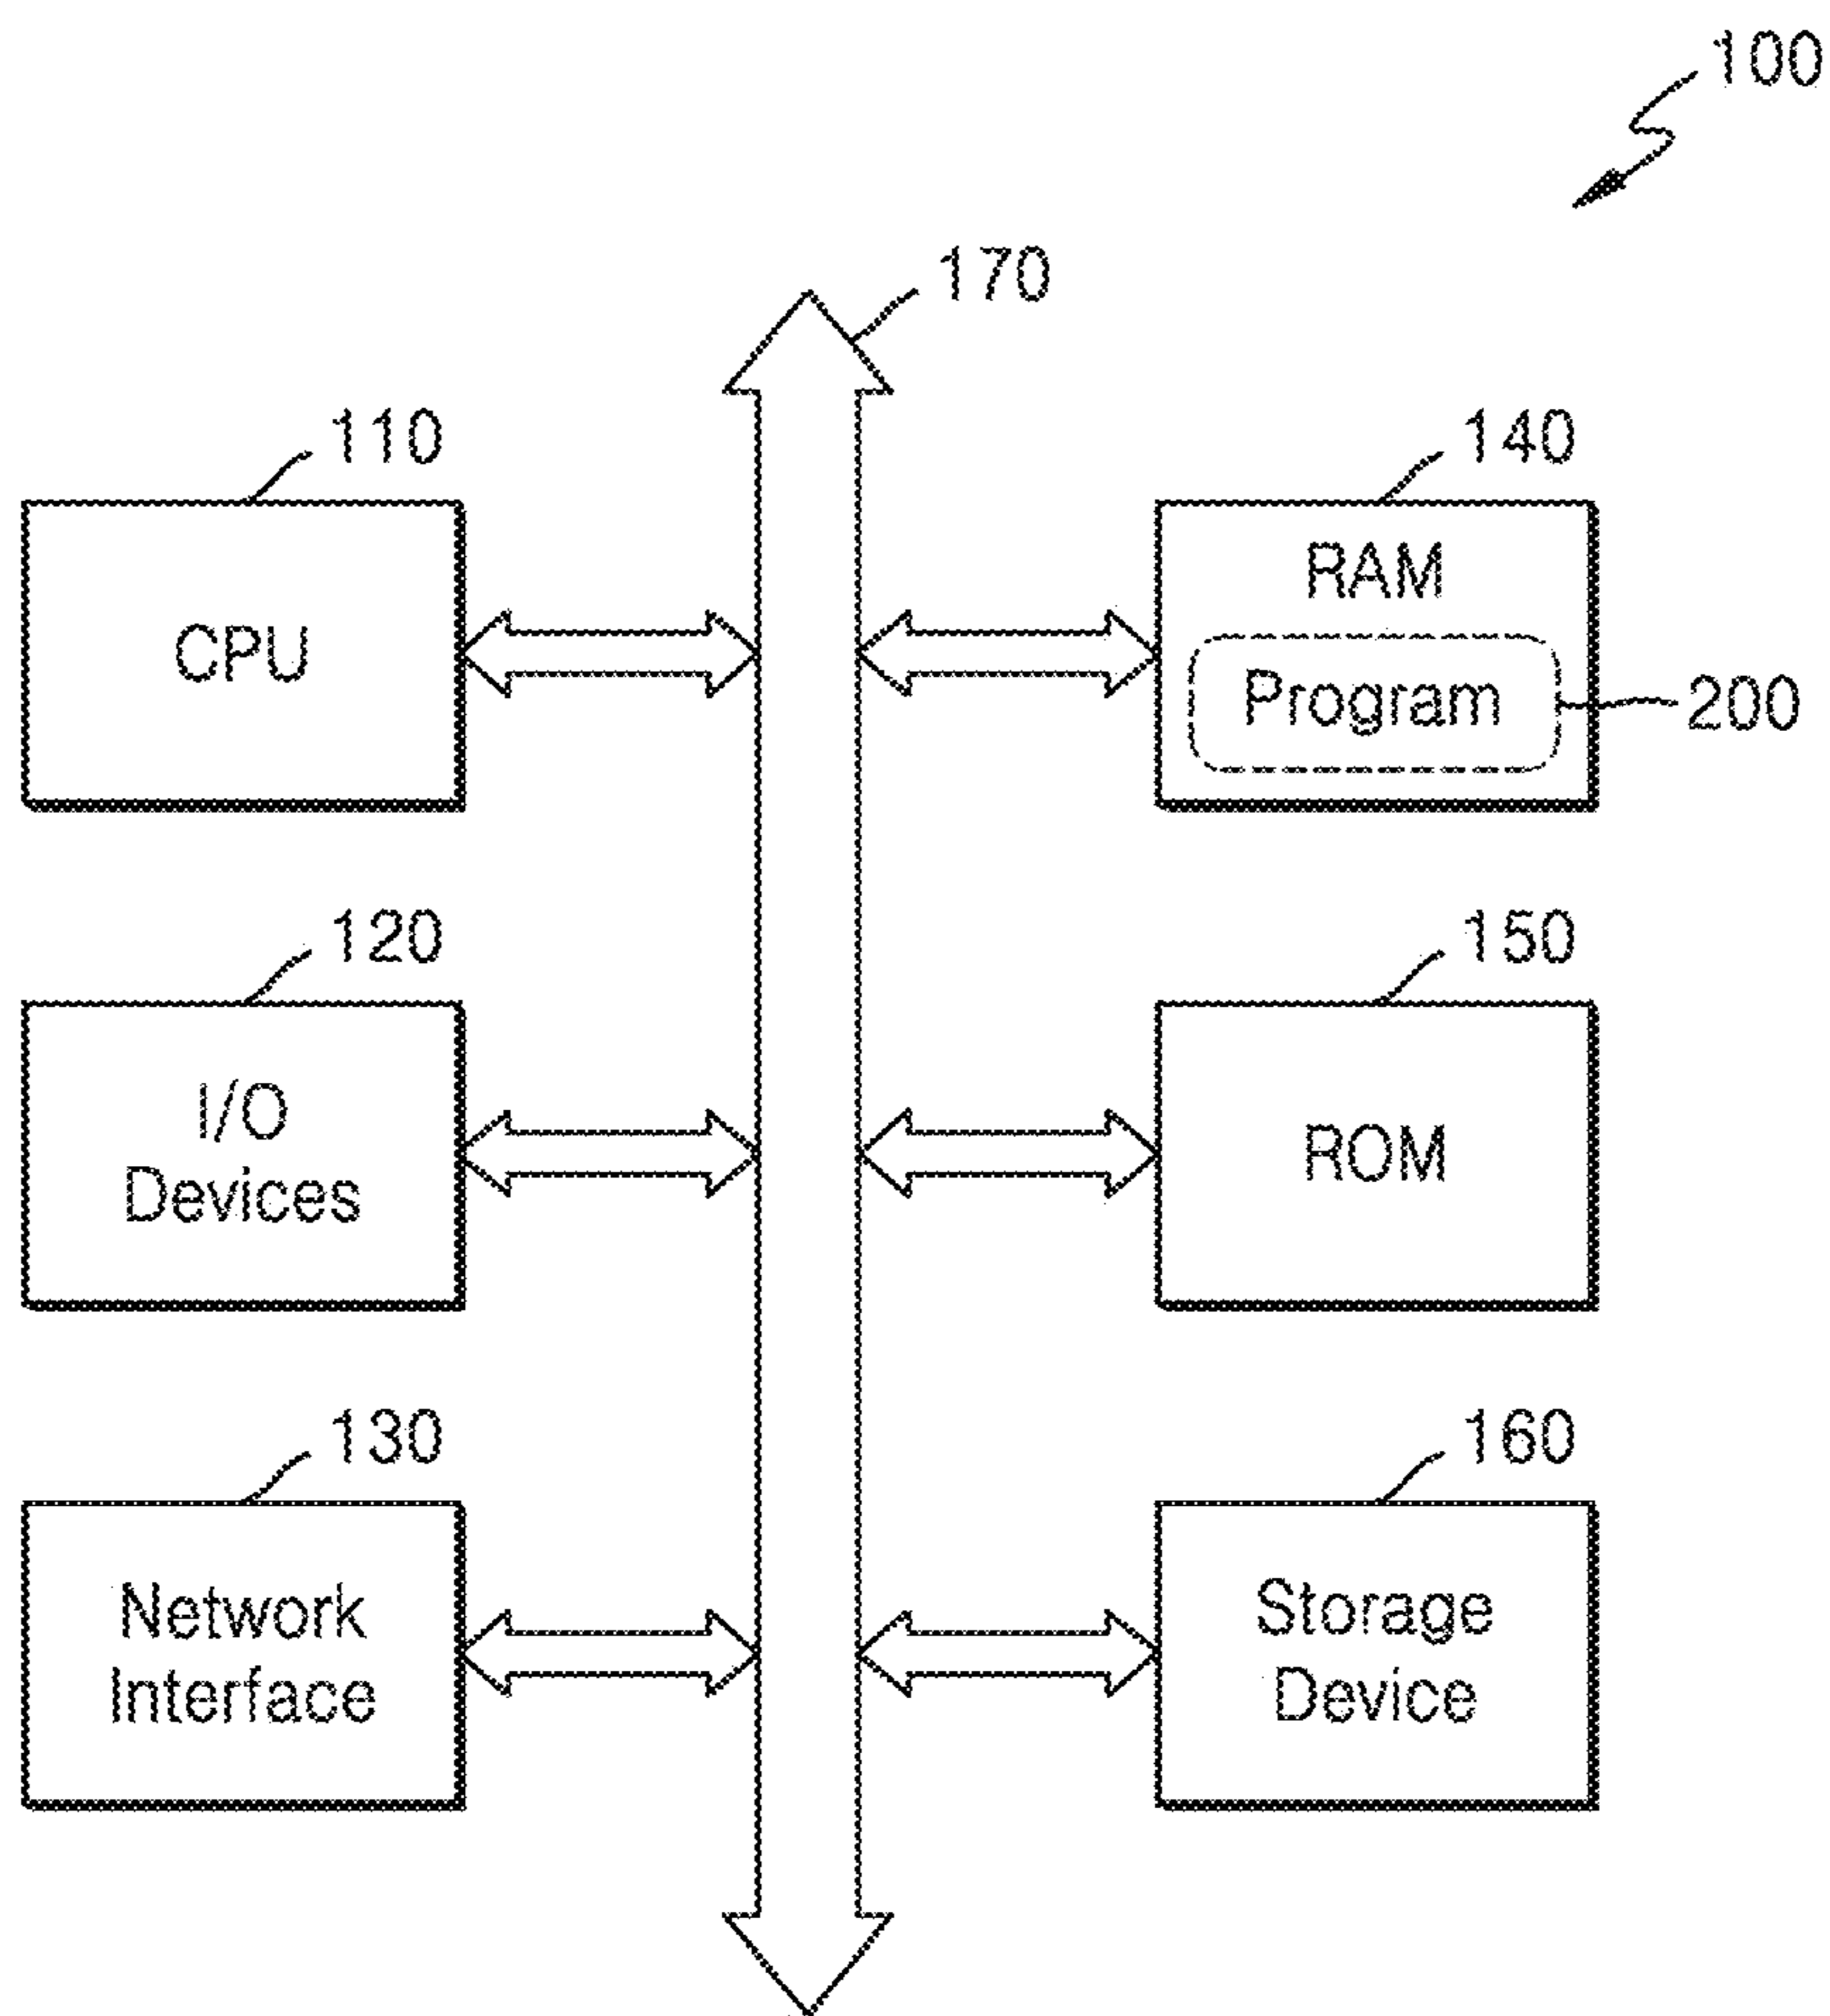 100
170
110
140
CPU
RAM
Program
200
120
150
I/O
Devices
ROM
130
160
Network
Interface
Storage
Device